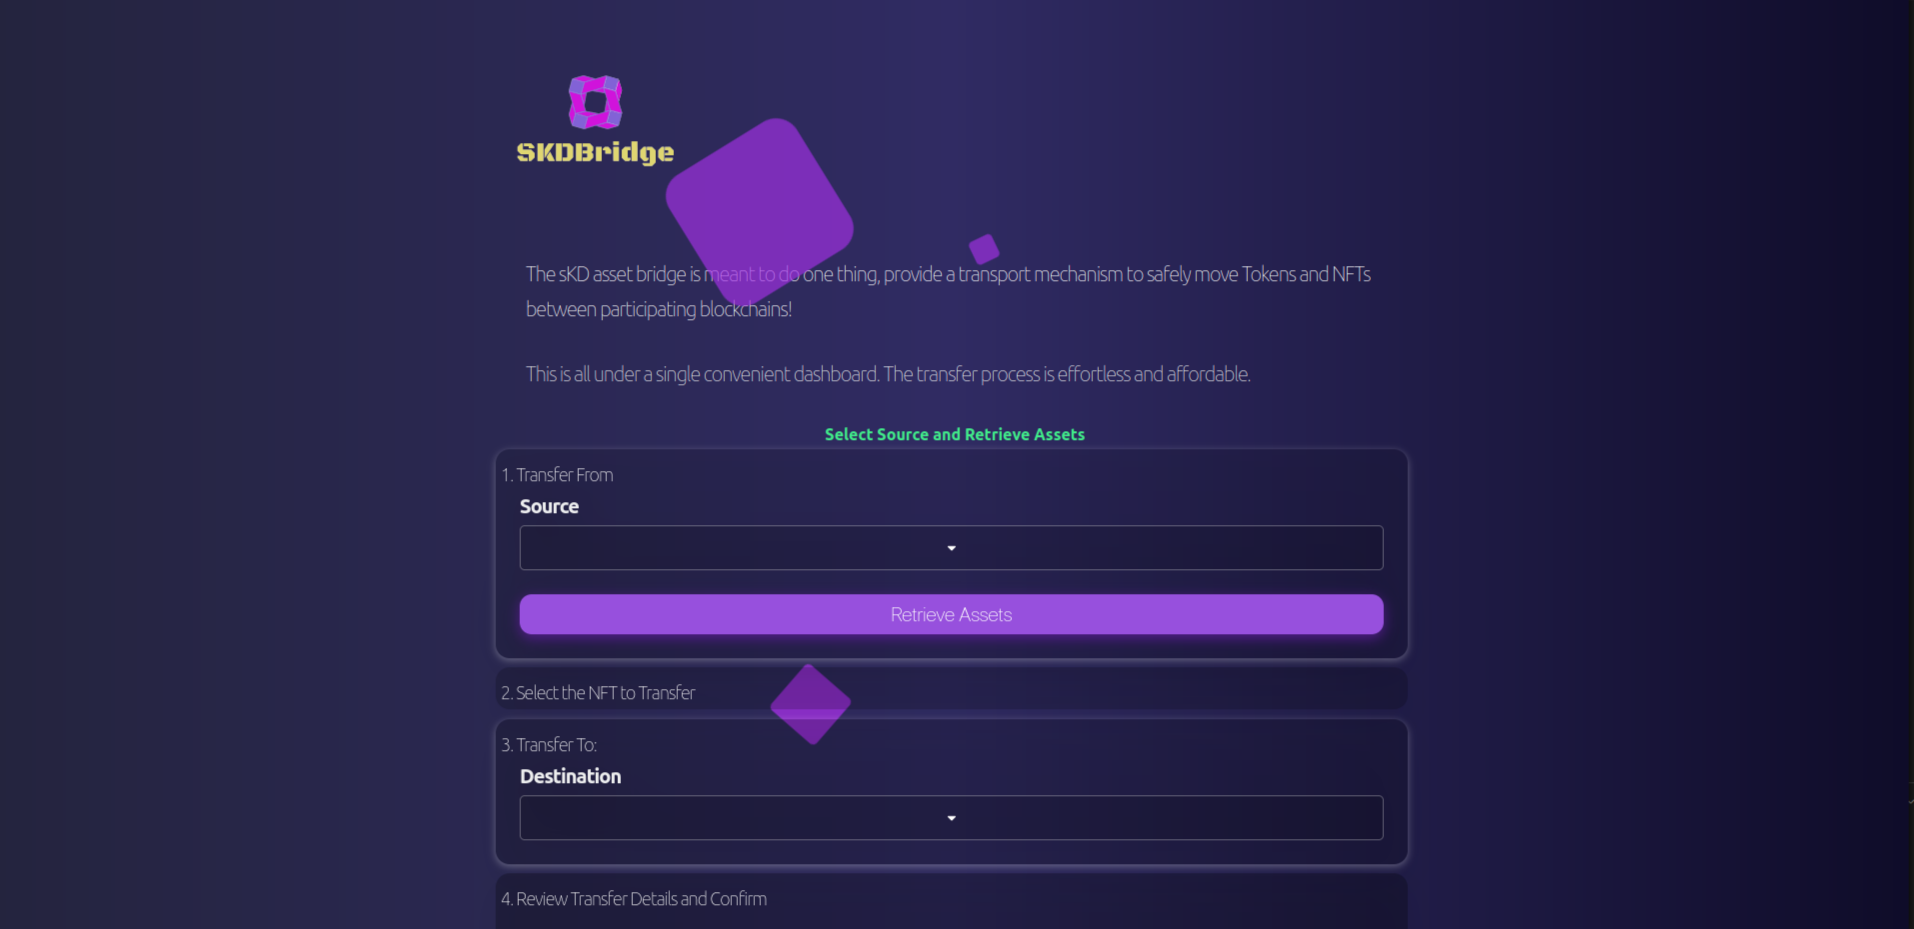 SKDBridge
The sKD asset bridge is meant to do one thing, provide a transport mechanism to safely move Tokens and NFTs
between participating blockchains!
This is all under a single convenient dashboard. The transfer process is effortless and affordable.
Select Source and Retrieve Assets
1. Transfer From
Source
Retrieve Assets
2. Select the NFT to Transfer
3. Transfer To:
Destination
4. Review Transfer Details and Confirm